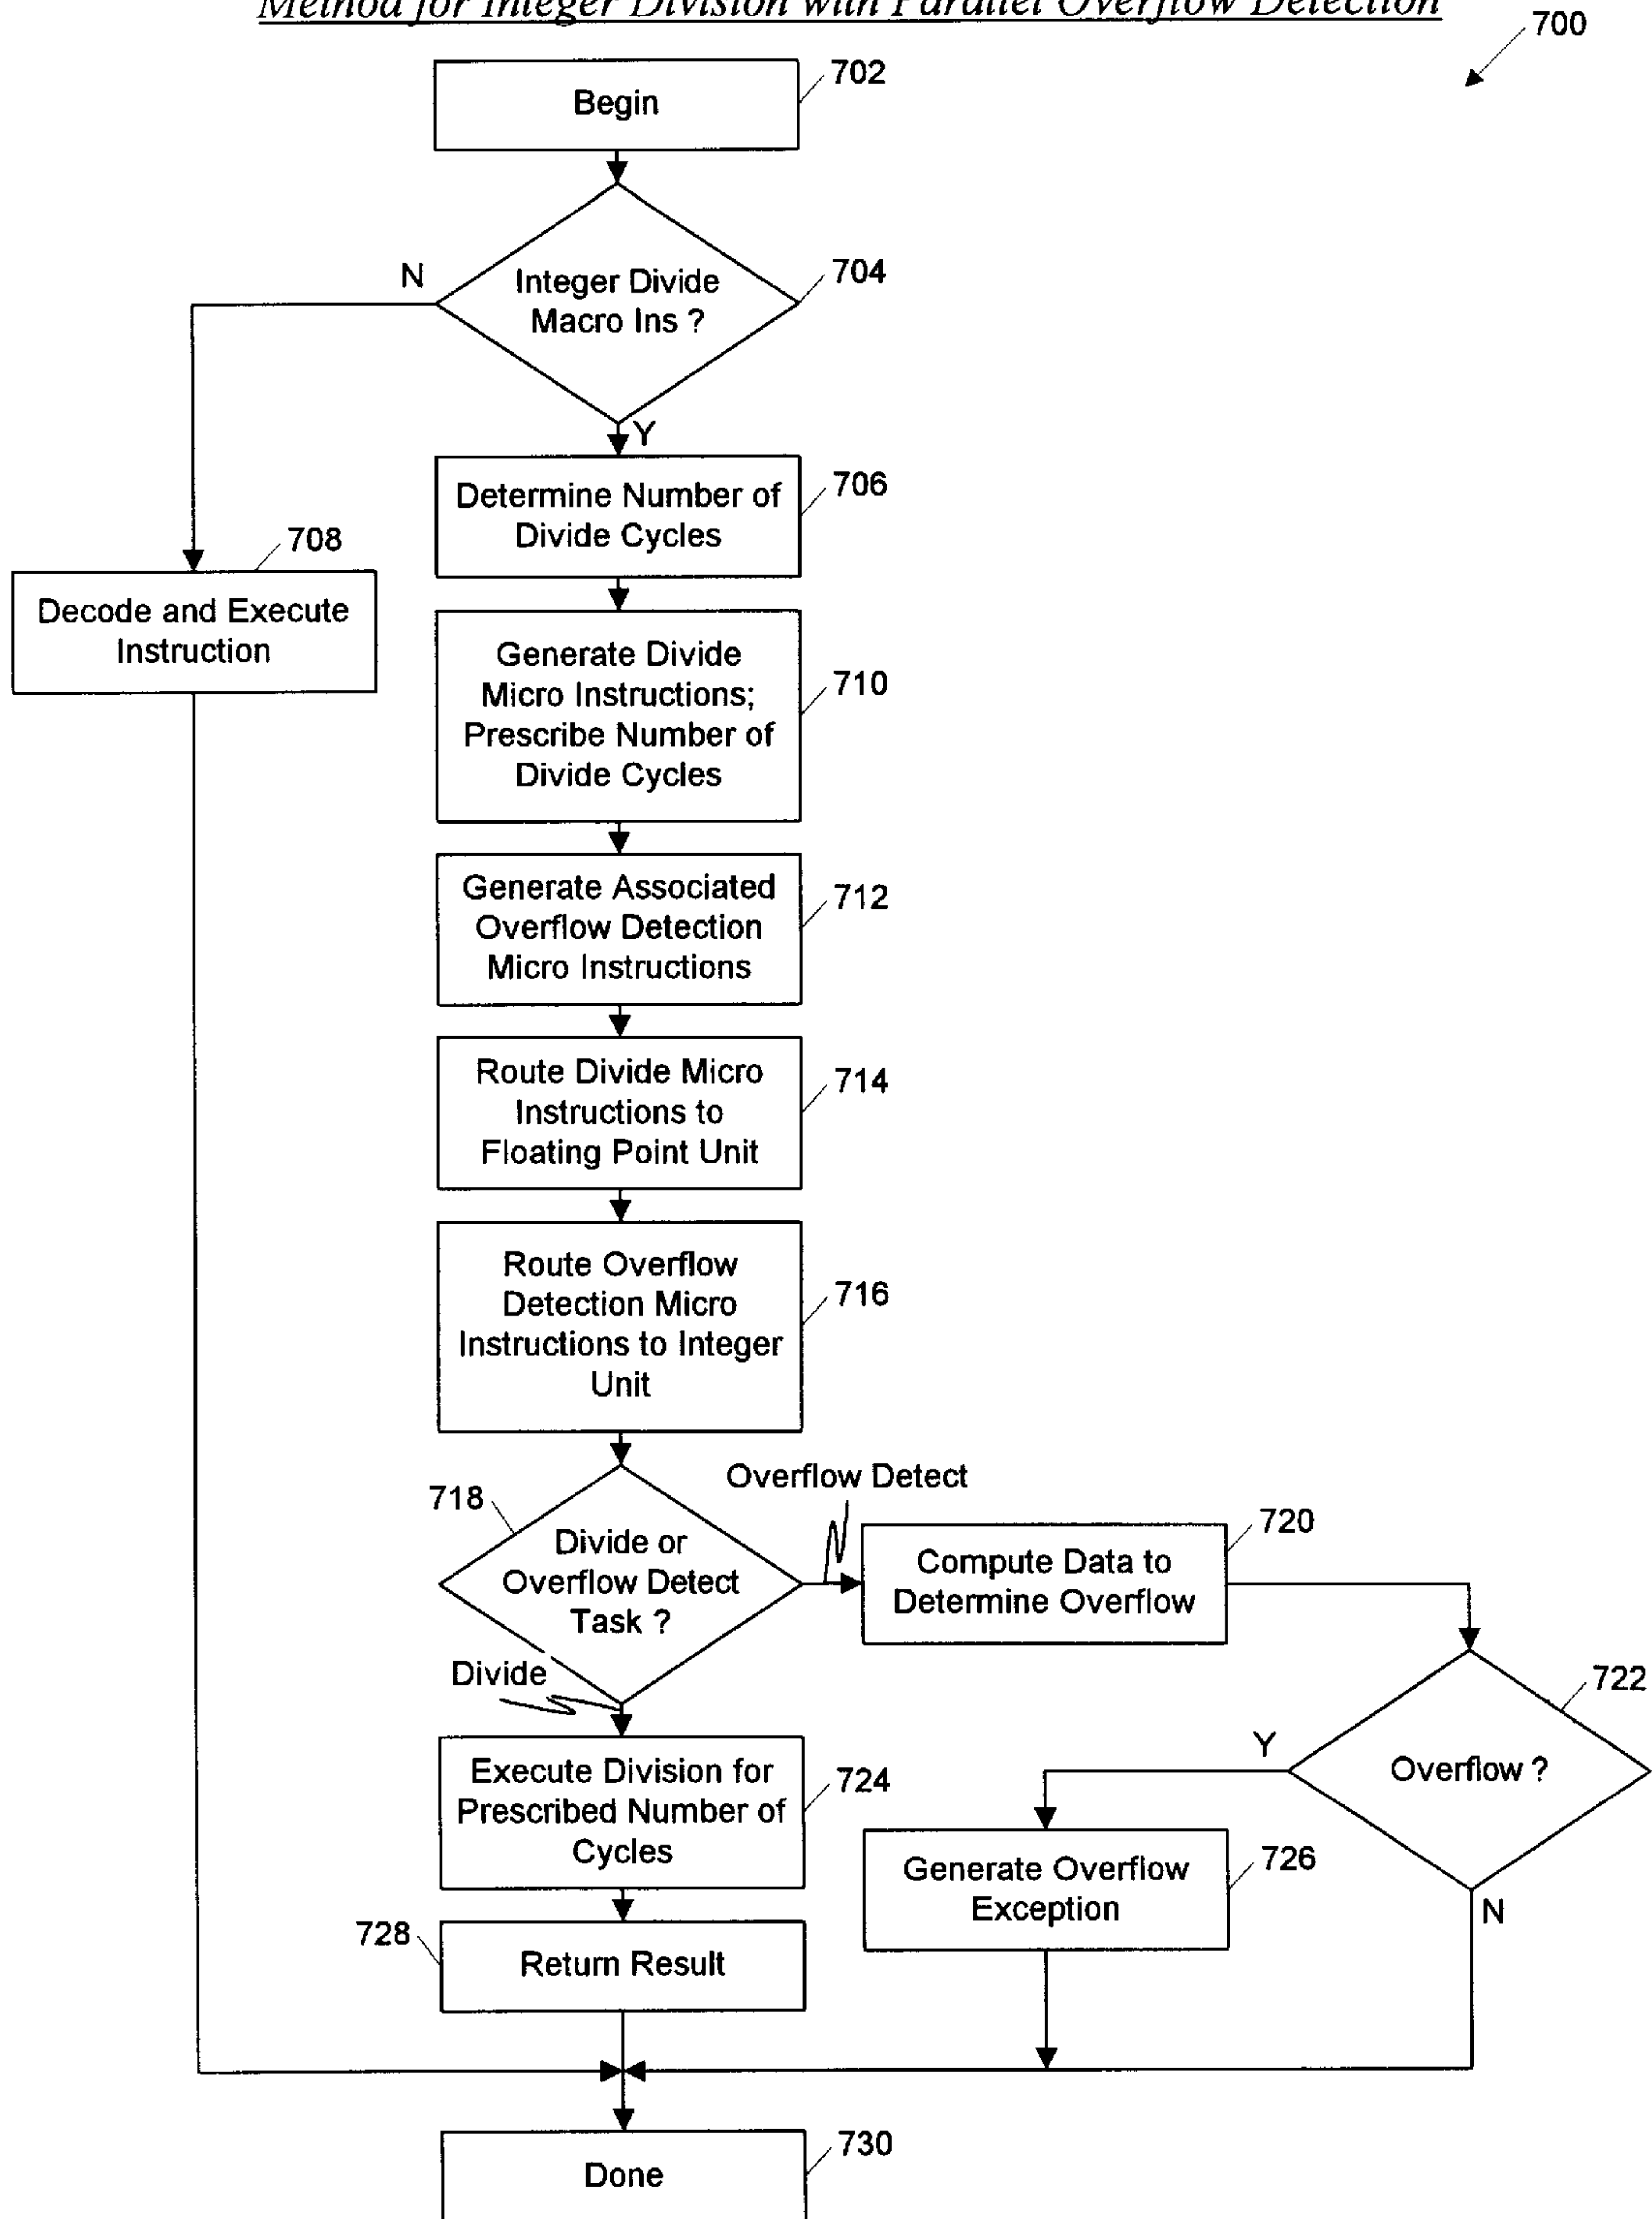 Method for Integer Division with Parallel Overflow Detection
700
702
Begin
704
N
Integer Divide
Macro Ins ?
Y
706
Determine Number of
Divide Cycles
708
Decode and Execute
Instruction
710
Generate Divide
Micro Instructions;
Prescribe Number of
Divide Cycles
712
Generate Associated
Overflow Detection
Micro Instructions
714
Route Divide Micro
Instructions to
Floating Point Unit
716
Route Overflow
Detection Micro
Instructions to Integer
Unit
Overflow Detect
718
Divide or
Overflow Detect
Task ?
720
Compute Data to
Determine Overflow
Divide
722
Y
Overflow ?
N
724
Execute Division for
Prescribed Number of
Cycles
726
Generate Overflow
Exception
728
Return Result
730
Done